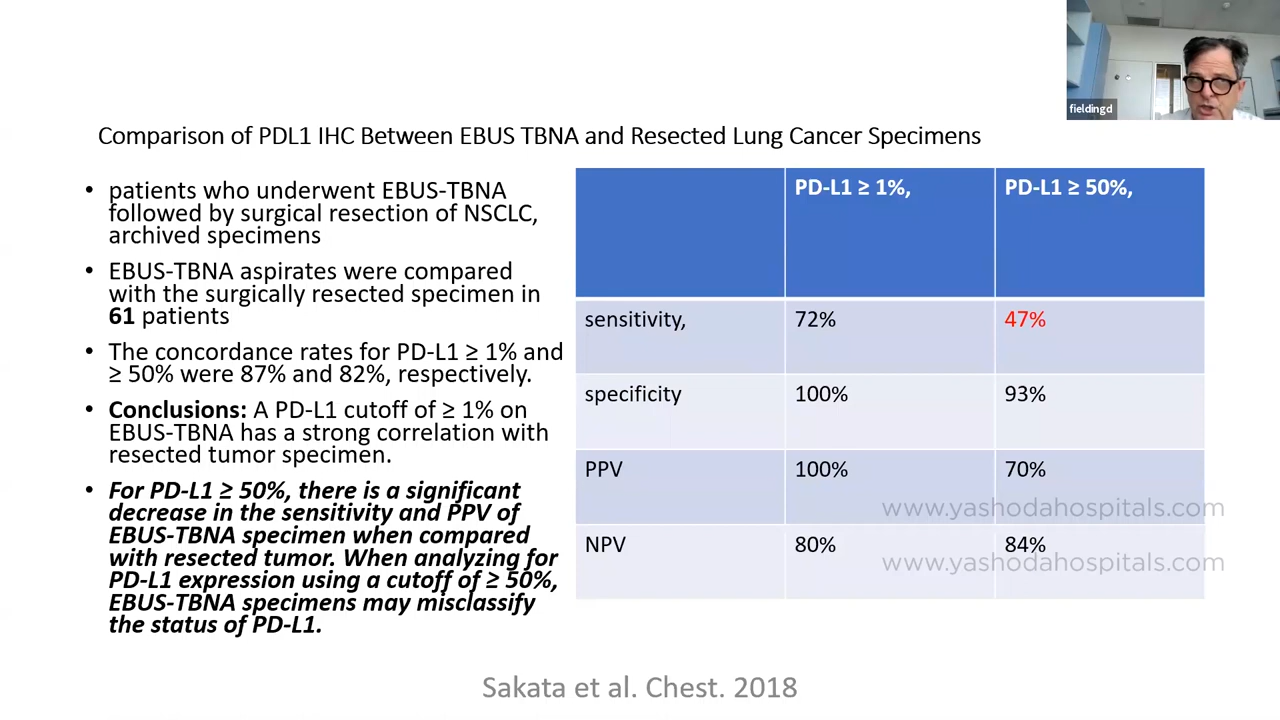 fieldingd
Comparison of PDL1 IHC Between EBUS TBNA and Resected Lung Cancer Specimens
• patients who underwent EBUS-TBNA
followed by surgical resection of NSCLC,
archived specimens
• EBUS-TBNA aspirates were compared
with the surgically resected specimen in
61 patients
• The concordance rates for PD-L1 ≥ 1% and
≥ 50% were 87% and 82%, respectively.
• Conclusions: A PD-L1 cutoff of ≥ 1% on
EBUS-TBNA has a strong correlation with
resected tumor specimen.
• For PD-L1 ≥ 50%, there is a significant
decrease in the sensitivity and PPV of
EBUS-TBNA specimen when compared
with resected tumor. When analyzing for
PD-L1 expression using a cutoff of ≥ 50%,
EBUS-TBNA specimens may misclassify
the status of PD-L1.
PD-L1 ≥ 1%, PD-L1 ≥ 50%,
sensitivity, 72% 47%
specificity 100% 93%
PPV 100% 70%
www.yashodahospitals.com
NPV 80% 84%
www.yashodahospitals.com
Sakata et al. Chest. 2018